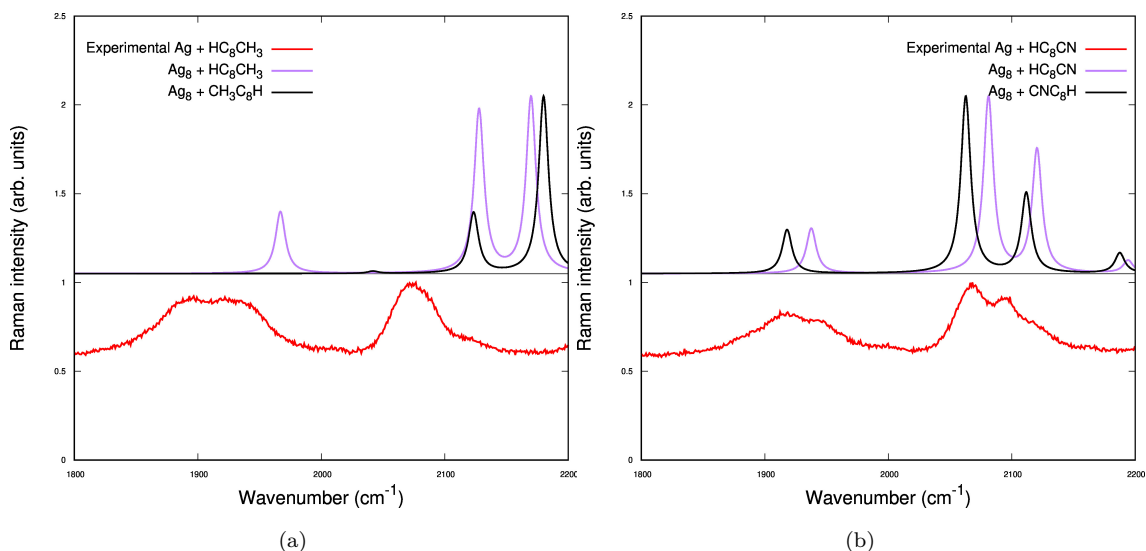 2.5
2
1.5
1
0.5
0
1800
1900
2000
2100
2200
Raman intensity (arb. units)
Wavenumber (cm⁻¹)
Experimental Ag + HC₈CH₃
Ag₈ + HC₈CH₃
Ag₈ + CH₃C₈H
(a)
2.5
2
1.5
1
0.5
0
1800
1900
2000
2100
2200
Raman intensity (arb. units)
Wavenumber (cm⁻¹)
Experimental Ag + HC₈CN
Ag₈ + HC₈CN
Ag₈ + CNC₈H
(b)